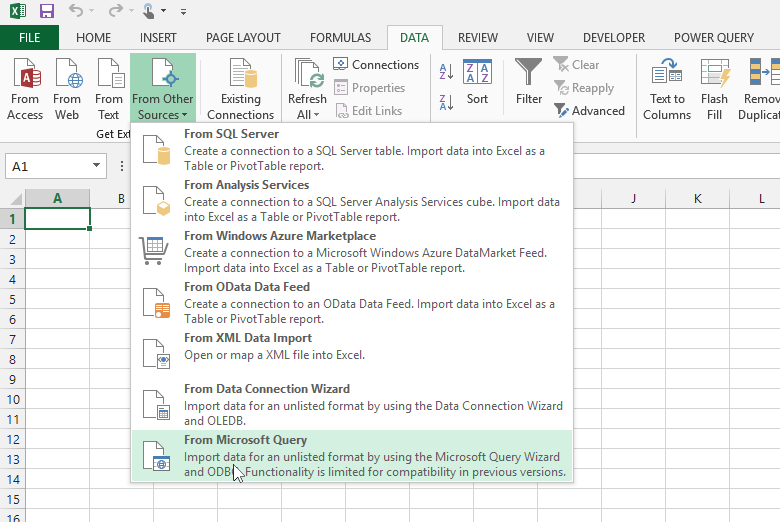 FILE HOME INSERT PAGE LAYOUT FORMULAS DATA REVIEW VIEW DEVELOPER POWER QUERY
From Access
From Web
From Text
From Other Sources
Existing Connections
Refresh All
Connections
Properties
Edit Links
Sort
Filter
Clear
Reapply
Advanced
Text to Columns
Flash Fill
Remov
Duplicat
Get Ext
A1
A B J K L
From SQL Server
Create a connection to a SQL Server table. Import data into Excel as a
Table or PivotTable report.
From Analysis Services
Create a connection to a SQL Server Analysis Services cube. Import data
into Excel as a Table or PivotTable report.
From Windows Azure Marketplace
Create a connection to a Microsoft Windows Azure DataMarket Feed.
Import data into Excel as a Table or PivotTable report.
From OData Data Feed
Create a connection to an OData Data Feed. Import data into Excel as a
Table or PivotTable report.
From XML Data Import
Open or map a XML file into Excel.
From Data Connection Wizard
Import data for an unlisted format by using the Data Connection Wizard
and OLEDB.
From Microsoft Query
Import data for an unlisted format by using the Microsoft Query Wizard
and Functionality is limited for compatibility in previous versions.
1
2
3
4
5
6
7
8
9
10
11
12
13
14
15